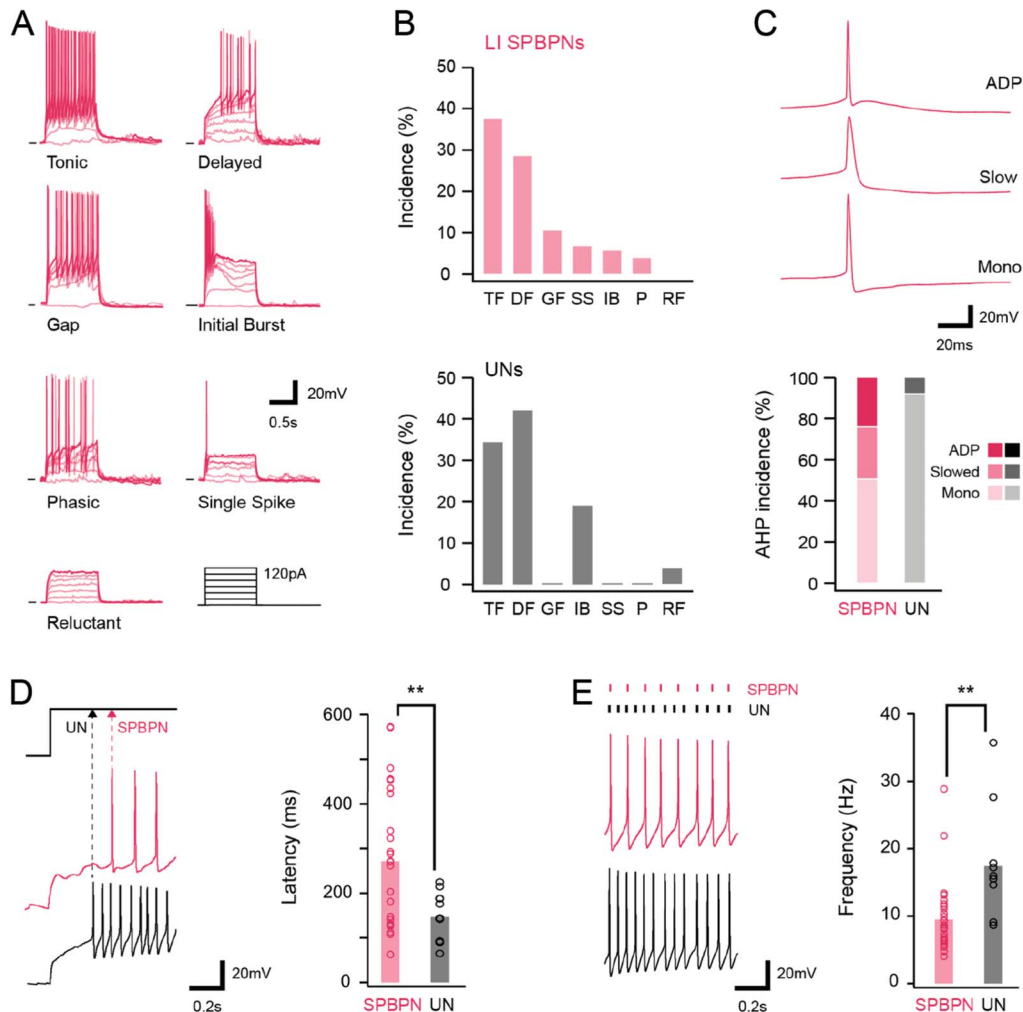 A
Tonic
Delayed
Gap
Initial Burst
20mV
0.5s
Phasic
Single Spike
120pA
Reluctant
B
LI SPBPNs
Incidence (%)
50
40
30
20
10
0
TF DF GF SS IB P RF
UNs
Incidence (%)
50
40
30
20
10
0
TF DF GF IB SS P RF
C
ADP
Slow
Mono
20mV
20ms
AHP incidence (%)
100
80
60
40
20
0
ADP
Slowed
Mono
SPBPN UN
D
UN SPBPN
20mV
0.2s
**
Latency (ms)
600
400
200
0
SPBPN UN
E
SPBPN
UN
20mV
0.2s
**
Frequency (Hz)
40
30
20
10
0
SPBPN UN